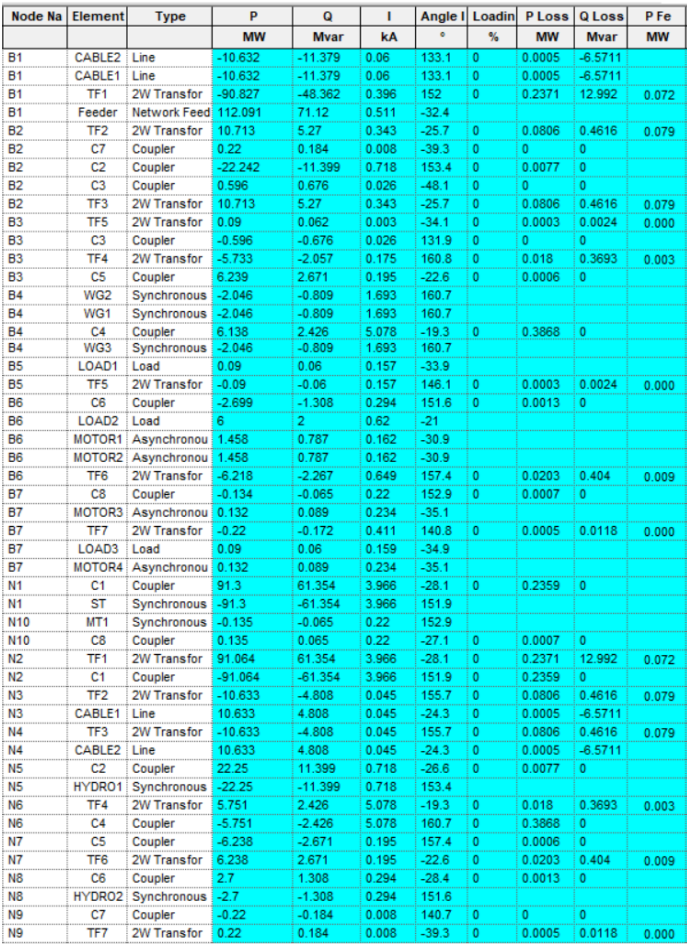 Node Na Element Type P Q I Angle I Loadin P Loss Q Loss P Fe
MW Mvar kA ° % MW Mvar MW
B1 CABLE2 Line -10.632 -11.379 0.06 133.1 0 0.0005 -6.5711
B1 CABLE1 Line -10.632 -11.379 0.06 133.1 0 0.0005 -6.5711
B1 TF1 2W Transfor -90.827 -48.362 0.396 152 0 0.2371 12.992 0.072
B1 Feeder Network Feed 112.091 71.12 0.511 -32.4
B2 TF2 2W Transfor 10.713 5.27 0.343 -25.7 0 0.0806 0.4616 0.079
B2 C7 Coupler 0.22 0.184 0.008 -39.3 0 0 0
B2 C2 Coupler -22.242 -11.399 0.718 153.4 0 0.0077 0
B2 C3 Coupler 0.596 0.676 0.026 -48.1 0 0 0
B2 TF3 2W Transfor 10.713 5.27 0.343 -25.7 0 0.0806 0.4616 0.079
B3 TF5 2W Transfor 0.09 0.062 0.003 -34.1 0 0.0003 0.0024 0.000
B3 C3 Coupler -0.596 -0.676 0.026 131.9 0 0 0
B3 TF4 2W Transfor -5.733 -2.057 0.175 160.8 0 0.018 0.3693 0.003
B3 C5 Coupler 6.239 2.671 0.195 -22.6 0 0.0006 0
B4 WG2 Synchronous -2.046 -0.809 1.693 160.7
B4 WG1 Synchronous -2.046 -0.809 1.693 160.7
B4 C4 Coupler 6.138 2.426 5.078 -19.3 0 0.3868 0
B4 WG3 Synchronous -2.046 -0.809 1.693 160.7
B5 LOAD1 Load 0.09 0.06 0.157 -33.9
B5 TF5 2W Transfor -0.09 -0.06 0.157 146.1 0 0.0003 0.0024 0.000
B6 C6 Coupler -2.699 -1.308 0.294 151.6 0 0.0013 0
B6 LOAD2 Load 6 2 0.62 -21
B6 MOTOR1 Asynchronou 1.458 0.787 0.162 -30.9
B6 MOTOR2 Asynchronou 1.458 0.787 0.162 -30.9
B6 TF6 2W Transfor -6.218 -2.267 0.649 157.4 0 0.0203 0.404 0.009
B7 C8 Coupler -0.134 -0.065 0.22 152.9 0 0.0007 0
B7 MOTOR3 Asynchronou 0.132 0.089 0.234 -35.1
B7 TF7 2W Transfor -0.22 -0.172 0.411 140.8 0 0.0005 0.0118 0.000
B7 LOAD3 Load 0.09 0.06 0.159 -34.9
B7 MOTOR4 Asynchronou 0.132 0.089 0.234 -35.1
N1 C1 Coupler 91.3 61.354 3.966 -28.1 0 0.2359 0
N1 ST Synchronous -91.3 -61.354 3.966 151.9
N10 MT1 Synchronous -0.135 -0.065 0.22 152.9
N10 C8 Coupler 0.135 0.065 0.22 -27.1 0 0.0007 0
N2 TF1 2W Transfor 91.064 61.354 3.966 -28.1 0 0.2371 12.992 0.072
N2 C1 Coupler -91.064 -61.354 3.966 151.9 0 0.2359 0
N3 TF2 2W Transfor -10.633 -4.808 0.045 155.7 0 0.0806 0.4616 0.079
N3 CABLE1 Line 10.633 4.808 0.045 -24.3 0 0.0005 -6.5711
N4 TF3 2W Transfor -10.633 -4.808 0.045 155.7 0 0.0806 0.4616 0.079
N4 CABLE2 Line 10.633 4.808 0.045 -24.3 0 0.0005 -6.5711
N5 C2 Coupler 22.25 11.399 0.718 -26.6 0 0.0077 0
N5 HYDRO1 Synchronous -22.25 -11.399 0.718 153.4
N6 TF4 2W Transfor 5.751 2.426 5.078 -19.3 0 0.018 0.3693 0.003
N6 C4 Coupler -5.751 -2.426 5.078 160.7 0 0.3868 0
N7 C5 Coupler -6.238 -2.671 0.195 157.4 0 0.0006 0
N7 TF6 2W Transfor 6.238 2.671 0.195 -22.6 0 0.0203 0.404 0.009
N8 C6 Coupler 2.7 1.308 0.294 -28.4 0 0.0013 0
N8 HYDRO2 Synchronous -2.7 -1.308 0.294 151.6
N9 C7 Coupler -0.22 -0.184 0.008 140.7 0 0 0
N9 TF7 2W Transfor 0.22 0.184 0.008 -39.3 0 0.0005 0.0118 0.000